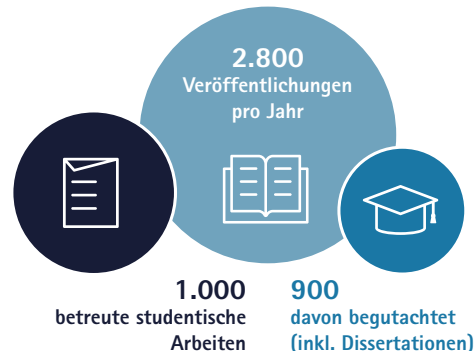 2.800
Veröffentlichungen
pro Jahr
1.000
betreute studentische
Arbeiten
900
davon begutachtet
(inkl. Dissertationen)